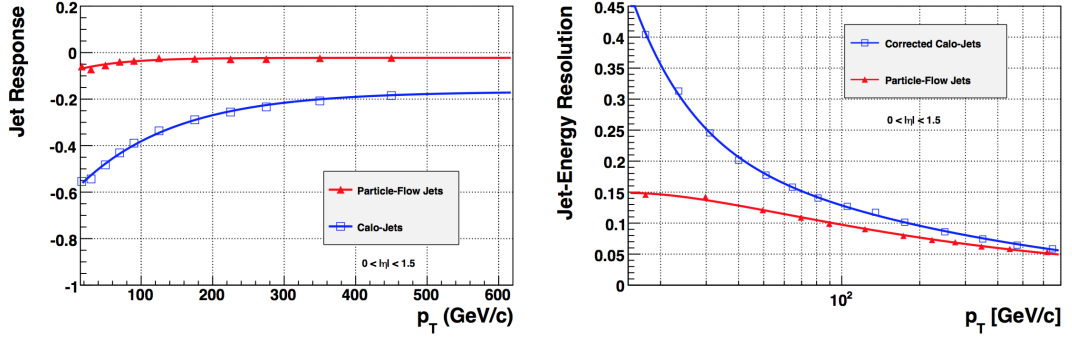 Jet Response
0.2
0
-0.2
-0.4
-0.6
-0.8
-1
Particle-Flow Jets
Calo-Jets
0 < |η| < 1.5
100 200 300 400 500 600
p_T (GeV/c)
Jet-Energy Resolution
0.45
0.4
0.35
0.3
0.25
0.2
0.15
0.1
0.05
0
Corrected Calo-Jets
Particle-Flow Jets
0 < |η| < 1.5
10²
p_T [GeV/c]